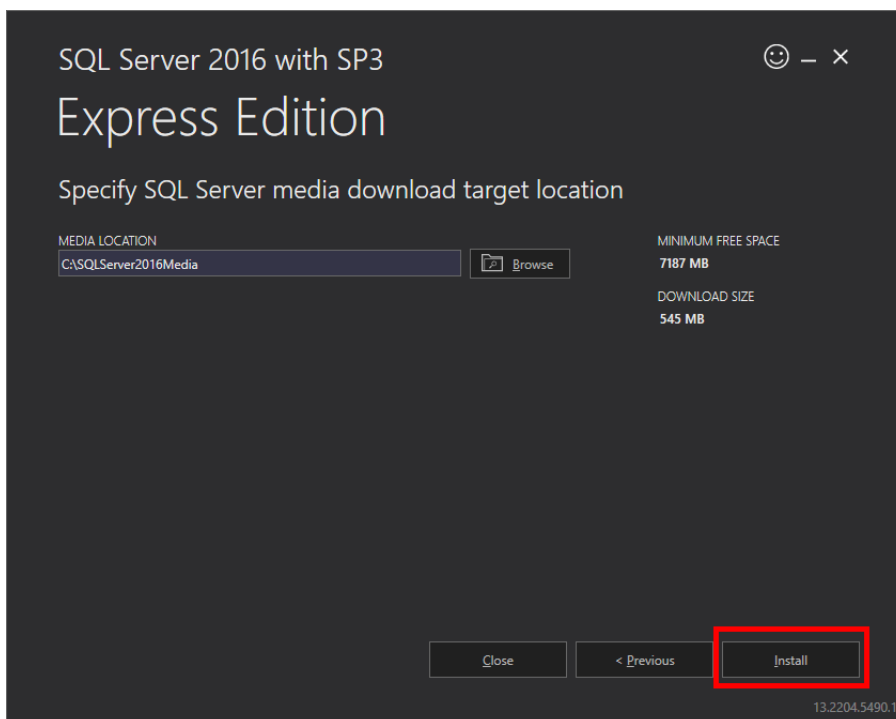 SQL Server 2016 with SP3
Express Edition
Specify SQL Server media download target location
MEDIA LOCATION
C:\SQLServer2016Media
Browse
MINIMUM FREE SPACE
7187 MB
DOWNLOAD SIZE
545 MB
Close
< Previous
Install
13.2204.5490.1